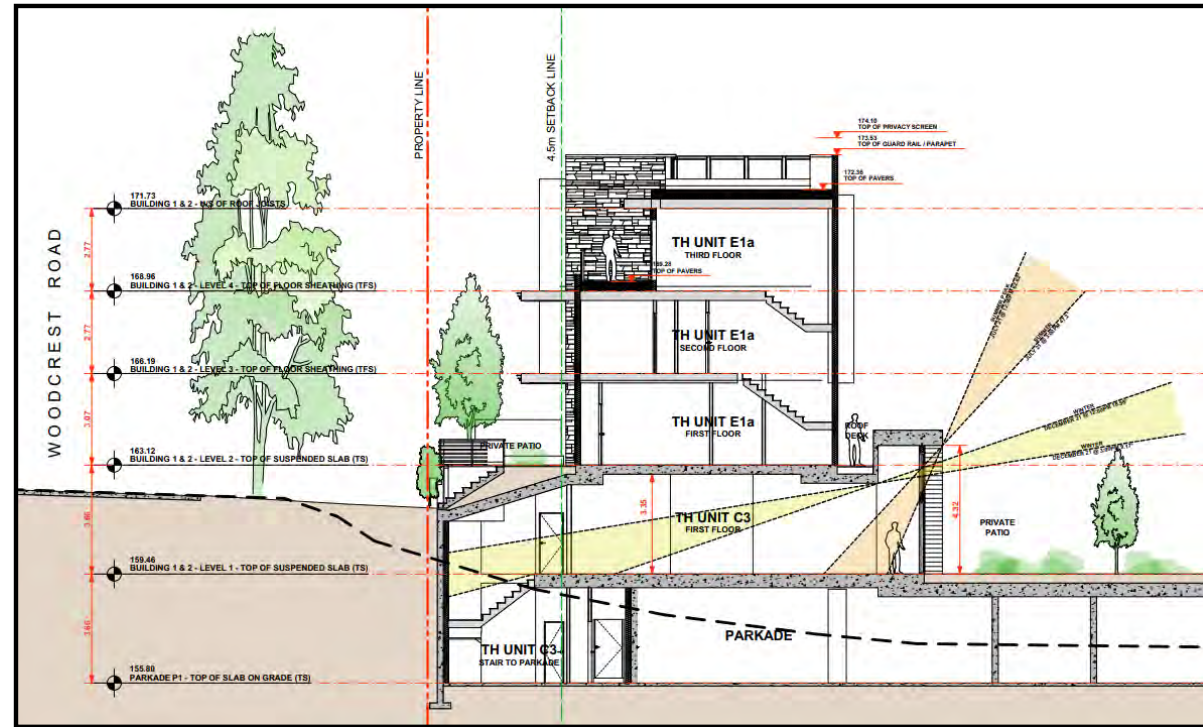 WOODCREST ROAD
PROPERTY LINE
4.5m SETBACK LINE
174.18
TOP OF PRIVACY SCREEN
173.53
TOP OF GUARD RAIL / PARAPET
172.36
TOP OF PAVERS
171.73
BUILDING 1 & 2 - U/S OF ROOF JOISTS
2.77
TH UNIT E1a
THIRD FLOOR
169.28
TOP OF PAVERS
168.96
BUILDING 1 & 2 - LEVEL 4 - TOP OF FLOOR SHEATHING (TFS)
2.77
TH UNIT E1a
SECOND FLOOR
166.19
BUILDING 1 & 2 - LEVEL 3 - TOP OF FLOOR SHEATHING (TFS)
3.07
TH UNIT E1a
FIRST FLOOR
ROOF
DECK
PRIVATE PATIO
WINTER
WINTER
163.12
BUILDING 1 & 2 - LEVEL 2 - TOP OF SUSPENDED SLAB (TS)
3.66
3.35
4.32
TH UNIT C3
FIRST FLOOR
PRIVATE
PATIO
159.46
BUILDING 1 & 2 - LEVEL 1 - TOP OF SUSPENDED SLAB (TS)
3.66
PARKADE
TH UNIT C3
STAIR TO PARKADE
155.80
PARKADE P1 - TOP OF SLAB ON GRADE (TS)